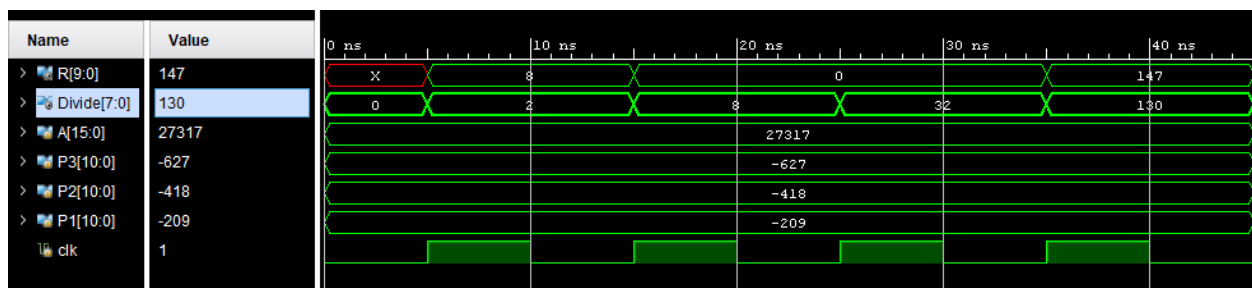 Name Value 0 ns 10 ns 20 ns 30 ns 40 ns
> R[9:0] 147 X 8 0 147
> Divide[7:0] 130 0 2 8 32 130
> A[15:0] 27317 27317
> P3[10:0] -627 -627
> P2[10:0] -418 -418
> P1[10:0] -209 -209
clk 1